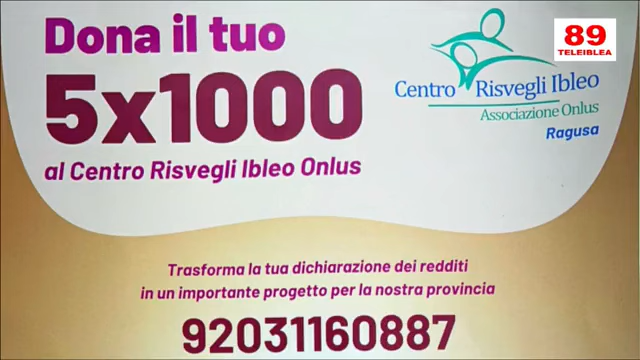 Dona il tuo
5x1000
al Centro Risvegli Ibleo Onlus
89
TELEIBLEA
Centro Risvegli Ibleo
Associazione Onlus
Ragusa
Trasforma la tua dichiarazione dei redditi
in un importante progetto per la nostra provincia
92031160887